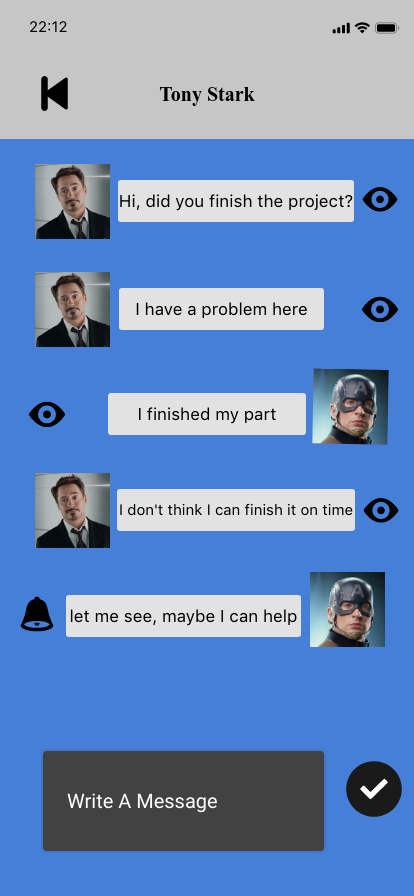 22:12
Tony Stark
Hi, did you finish the project?
I have a problem here
I finished my part
I don't think I can finish it on time
let me see, maybe I can help
Write A Message